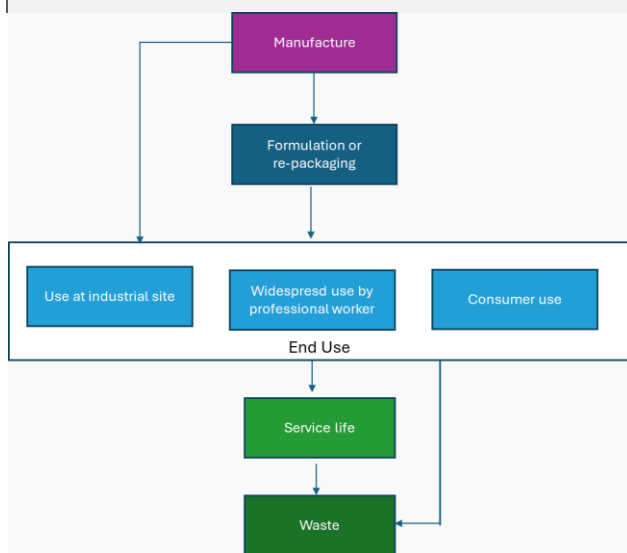 Manufacture
Formulation or
re-packaging
Use at industrial site
Widespresd use by
professional worker
Consumer use
End Use
Service life
Waste